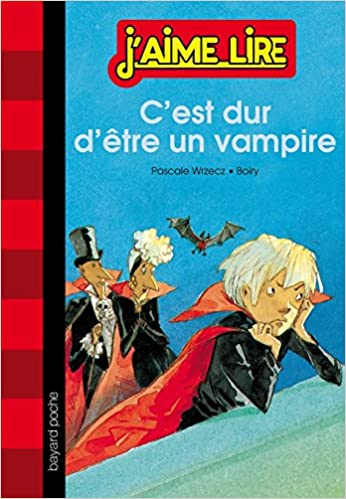 J'AIME LIRE
C'est dur
d'être un vampire
Pascale Wrzecz • Boiry
bayard poche